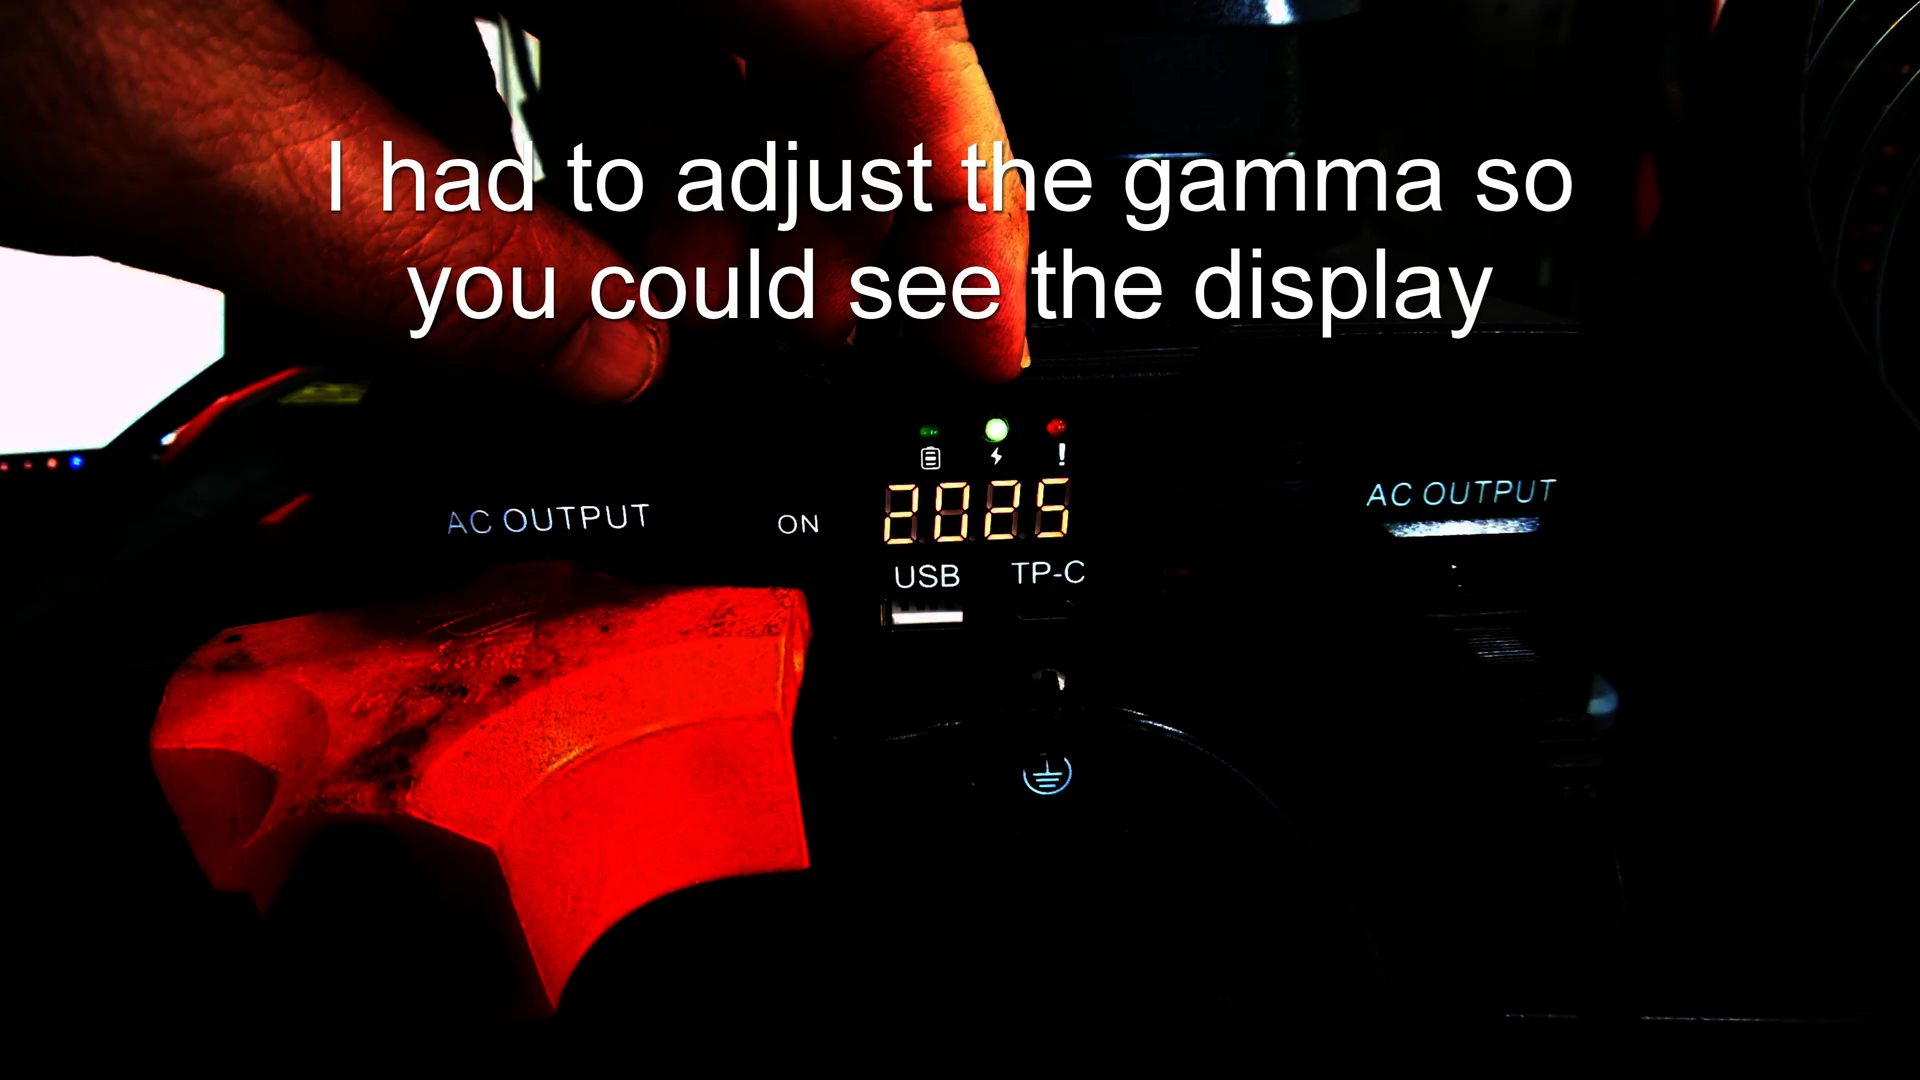 I had to adjust the gamma so
you could see the display
AC OUTPUT
ON
2025
USB TP-C
AC OUTPUT